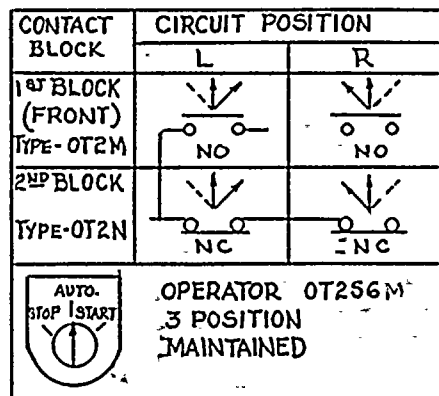 CONTACT BLOCK
CIRCUIT POSITION
L
R
1ST BLOCK
(FRONT)
TYPE-OT2M
NO
NO
2ND BLOCK
TYPE-OT2N
NC
NC
AUTO.
STOP
START
OPERATOR OT2S6M
3 POSITION
MAINTAINED